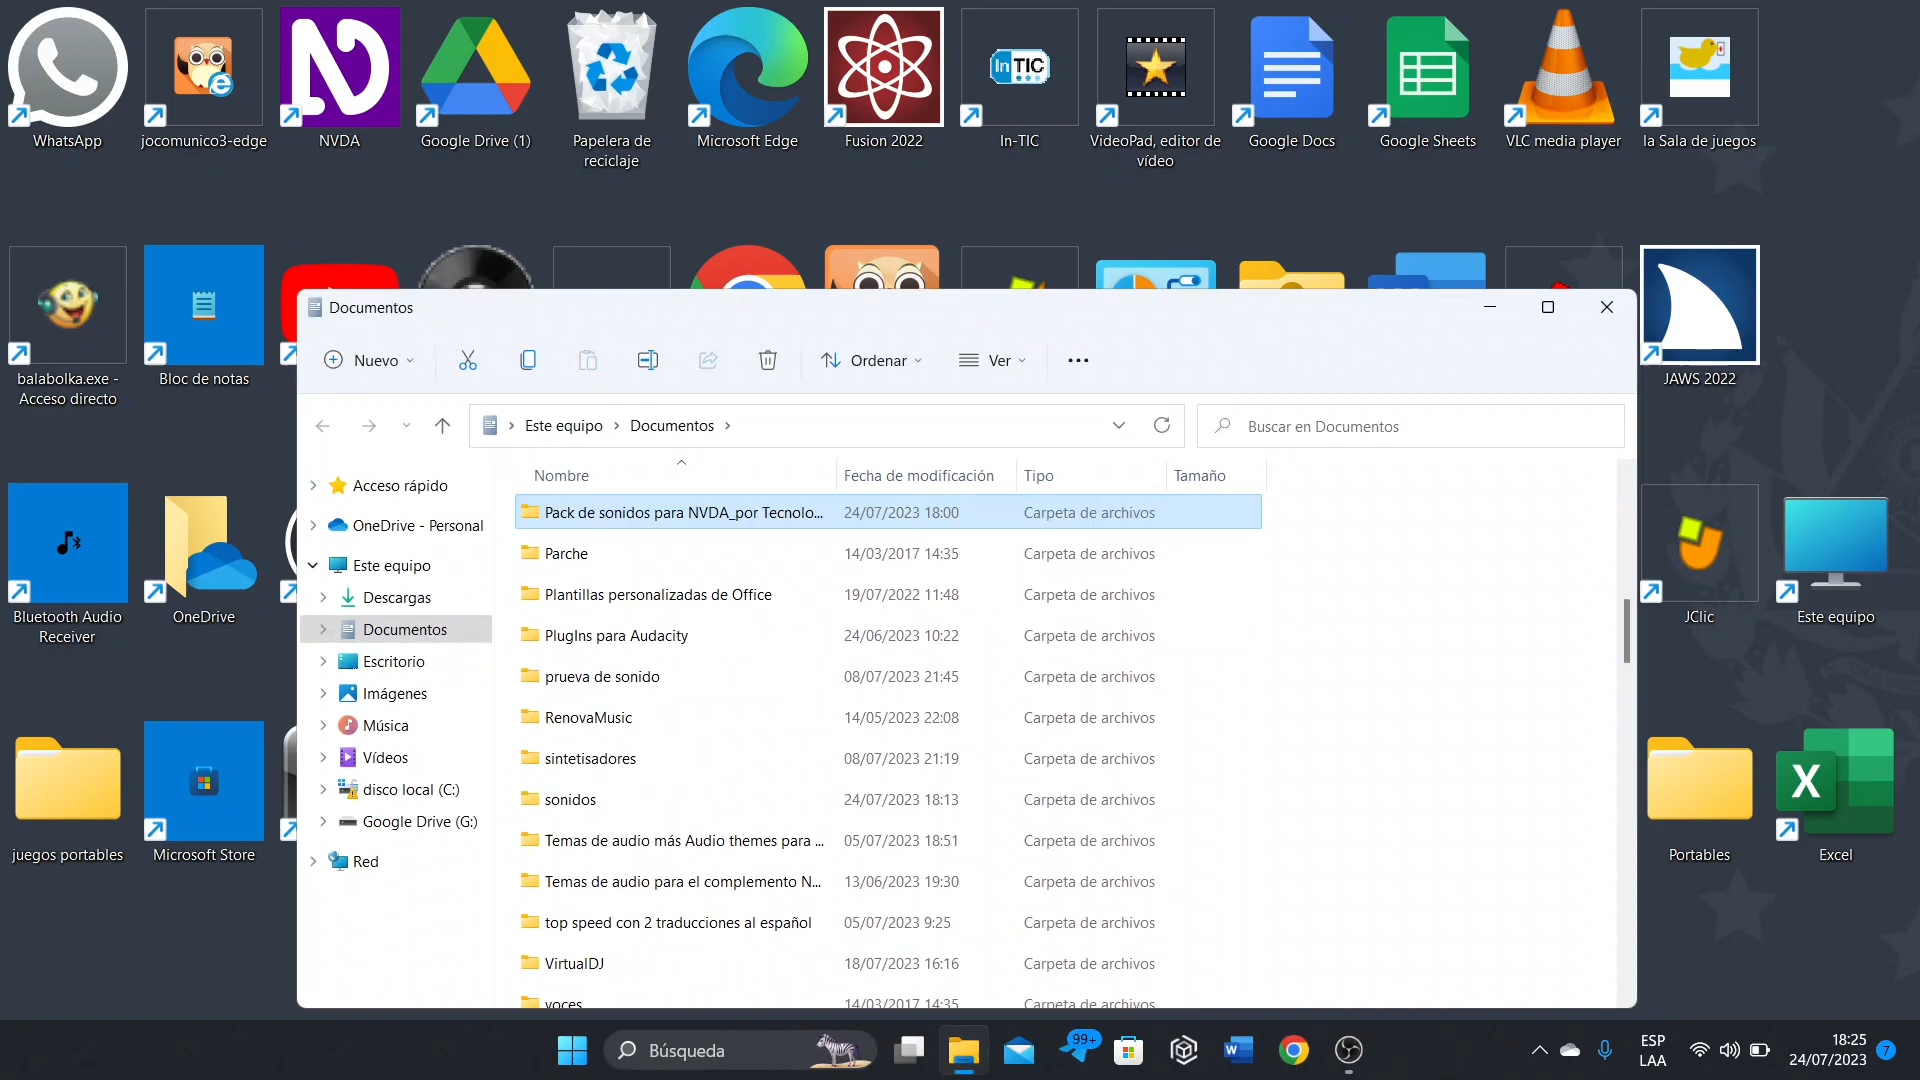 WhatsApp
jocomunico3-edge
NVDA
Google Drive (1)
Papelera de
reciclaje
Microsoft Edge
Fusion 2022
In TIC
In-TIC
VideoPad, editor de
vídeo
Google Docs
Google Sheets
VLC media player
la Sala de juegos
balabolka.exe -
Acceso directo
Bloc de notas
JAWS 2022
Bluetooth Audio
Receiver
OneDrive
JClic
Este equipo
juegos portables
Microsoft Store
Portables
X
Excel
Documentos
Nuevo
Ordenar
Ver
Este equipo
Documentos
Buscar en Documentos
Acceso rápido
OneDrive - Personal
Este equipo
Descargas
Documentos
Escritorio
Imágenes
Música
Vídeos
disco local (C:)
Google Drive (G:)
Red
Nombre Fecha de modificación Tipo Tamaño
Pack de sonidos para NVDA_por Tecnolo... 24/07/2023 18:00 Carpeta de archivos
Parche 14/03/2017 14:35 Carpeta de archivos
Plantillas personalizadas de Office 19/07/2022 11:48 Carpeta de archivos
PlugIns para Audacity 24/06/2023 10:22 Carpeta de archivos
prueva de sonido 08/07/2023 21:45 Carpeta de archivos
RenovaMusic 14/05/2023 22:08 Carpeta de archivos
sintetisadores 08/07/2023 21:19 Carpeta de archivos
sonidos 24/07/2023 18:13 Carpeta de archivos
Temas de audio más Audio themes para ... 05/07/2023 18:51 Carpeta de archivos
Temas de audio para el complemento N... 13/06/2023 19:30 Carpeta de archivos
top speed con 2 traducciones al español 05/07/2023 9:25 Carpeta de archivos
VirtualDJ 18/07/2023 16:16 Carpeta de archivos
voces 14/03/2017 14:35 Carpeta de archivos
Búsqueda
99+
W
ESP
LAA
18:25
24/07/2023
7